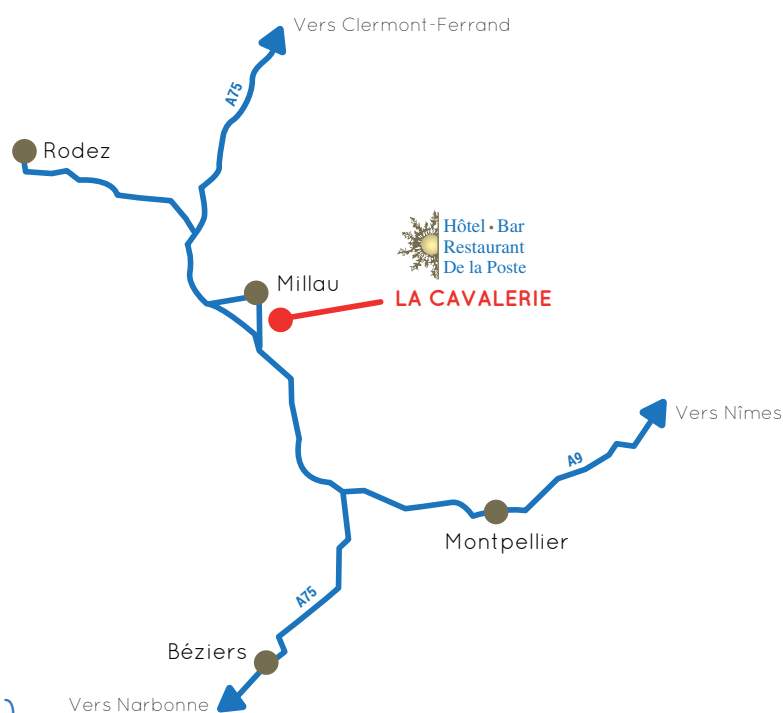 Vers Clermont-Ferrand
A75
Rodez
Hôtel • Bar
Restaurant
De la Poste
Millau
LA CAVALERIE
Vers Nîmes
A9
Montpellier
A75
Béziers
Vers Narbonne